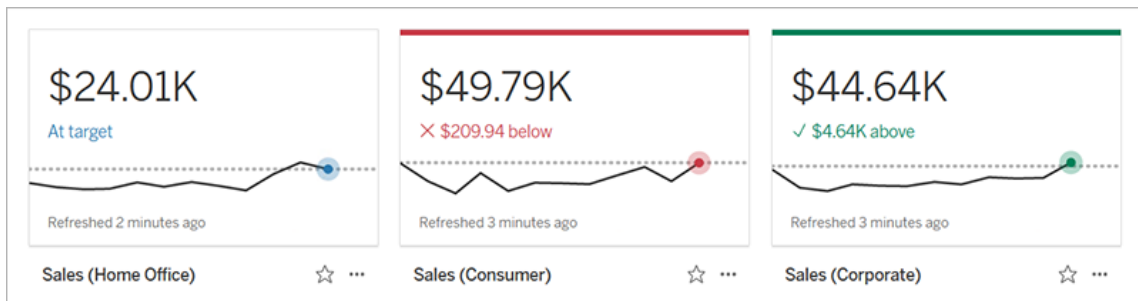 $24.01K
At target
Refreshed 2 minutes ago
Sales (Home Office)
$49.79K
$209.94 below
Refreshed 3 minutes ago
Sales (Consumer)
$44.64K
$4.64K above
Refreshed 3 minutes ago
Sales (Corporate)